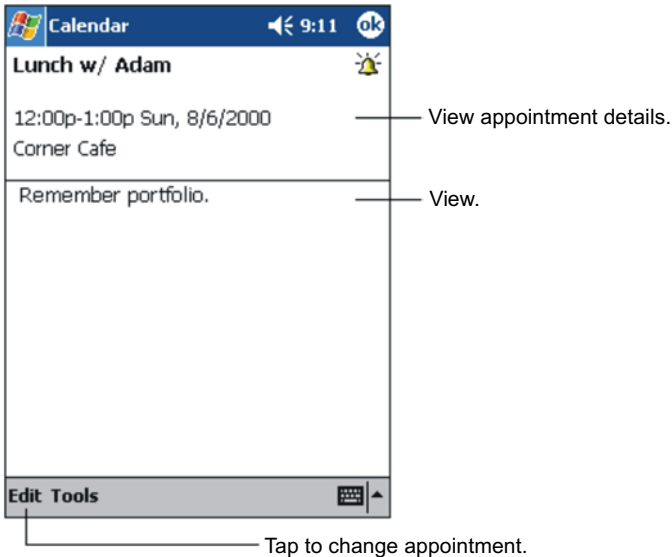 Calendar 9:11 ok
Lunch w/ Adam
12:00p-1:00p Sun, 8/6/2000
View appointment details.
Corner Cafe
Remember portfolio.
View.
Edit Tools
Tap to change appointment.